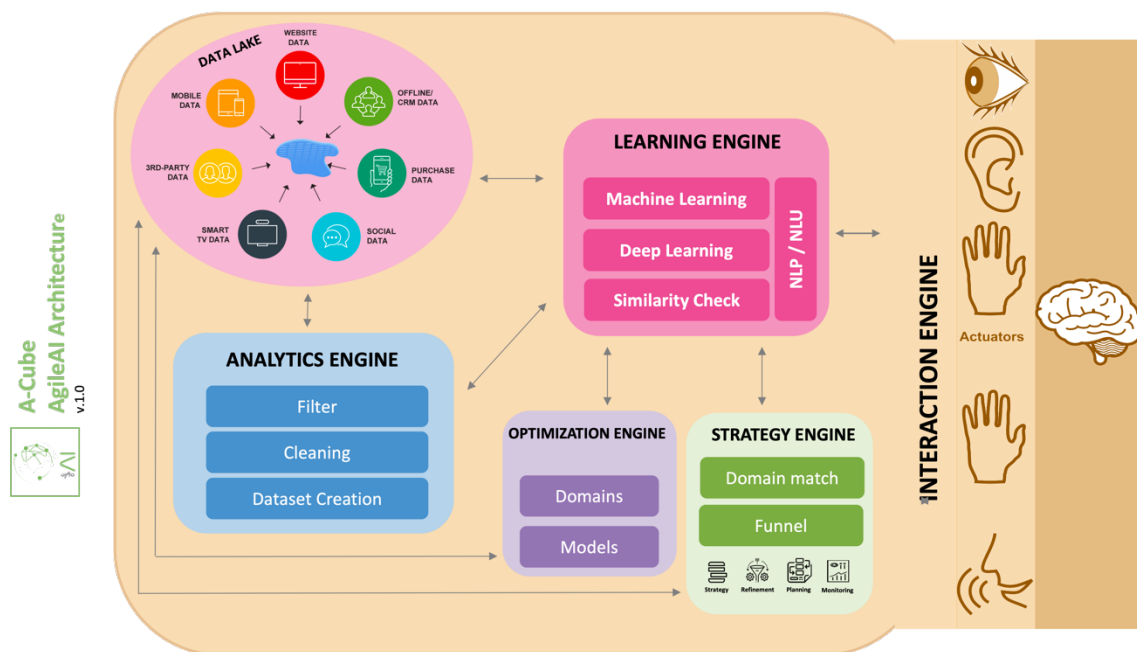 A-Cube
AgileAI Architecture
v.1.0
DATA LAKE
WEBSITE
DATA
MOBILE
DATA
OFFLINE/
CRM DATA
3RD-PARTY
DATA
PURCHASE
DATA
SMART
TV DATA
SOCIAL
DATA
LEARNING ENGINE
Machine Learning
Deep Learning
Similarity Check
NLP / NLU
ANALYTICS ENGINE
Filter
Cleaning
Dataset Creation
OPTIMIZATION ENGINE
Domains
Models
STRATEGY ENGINE
Domain match
Funnel
Strategy
Refinement
Planning
Monitoring
INTERACTION ENGINE
Actuators